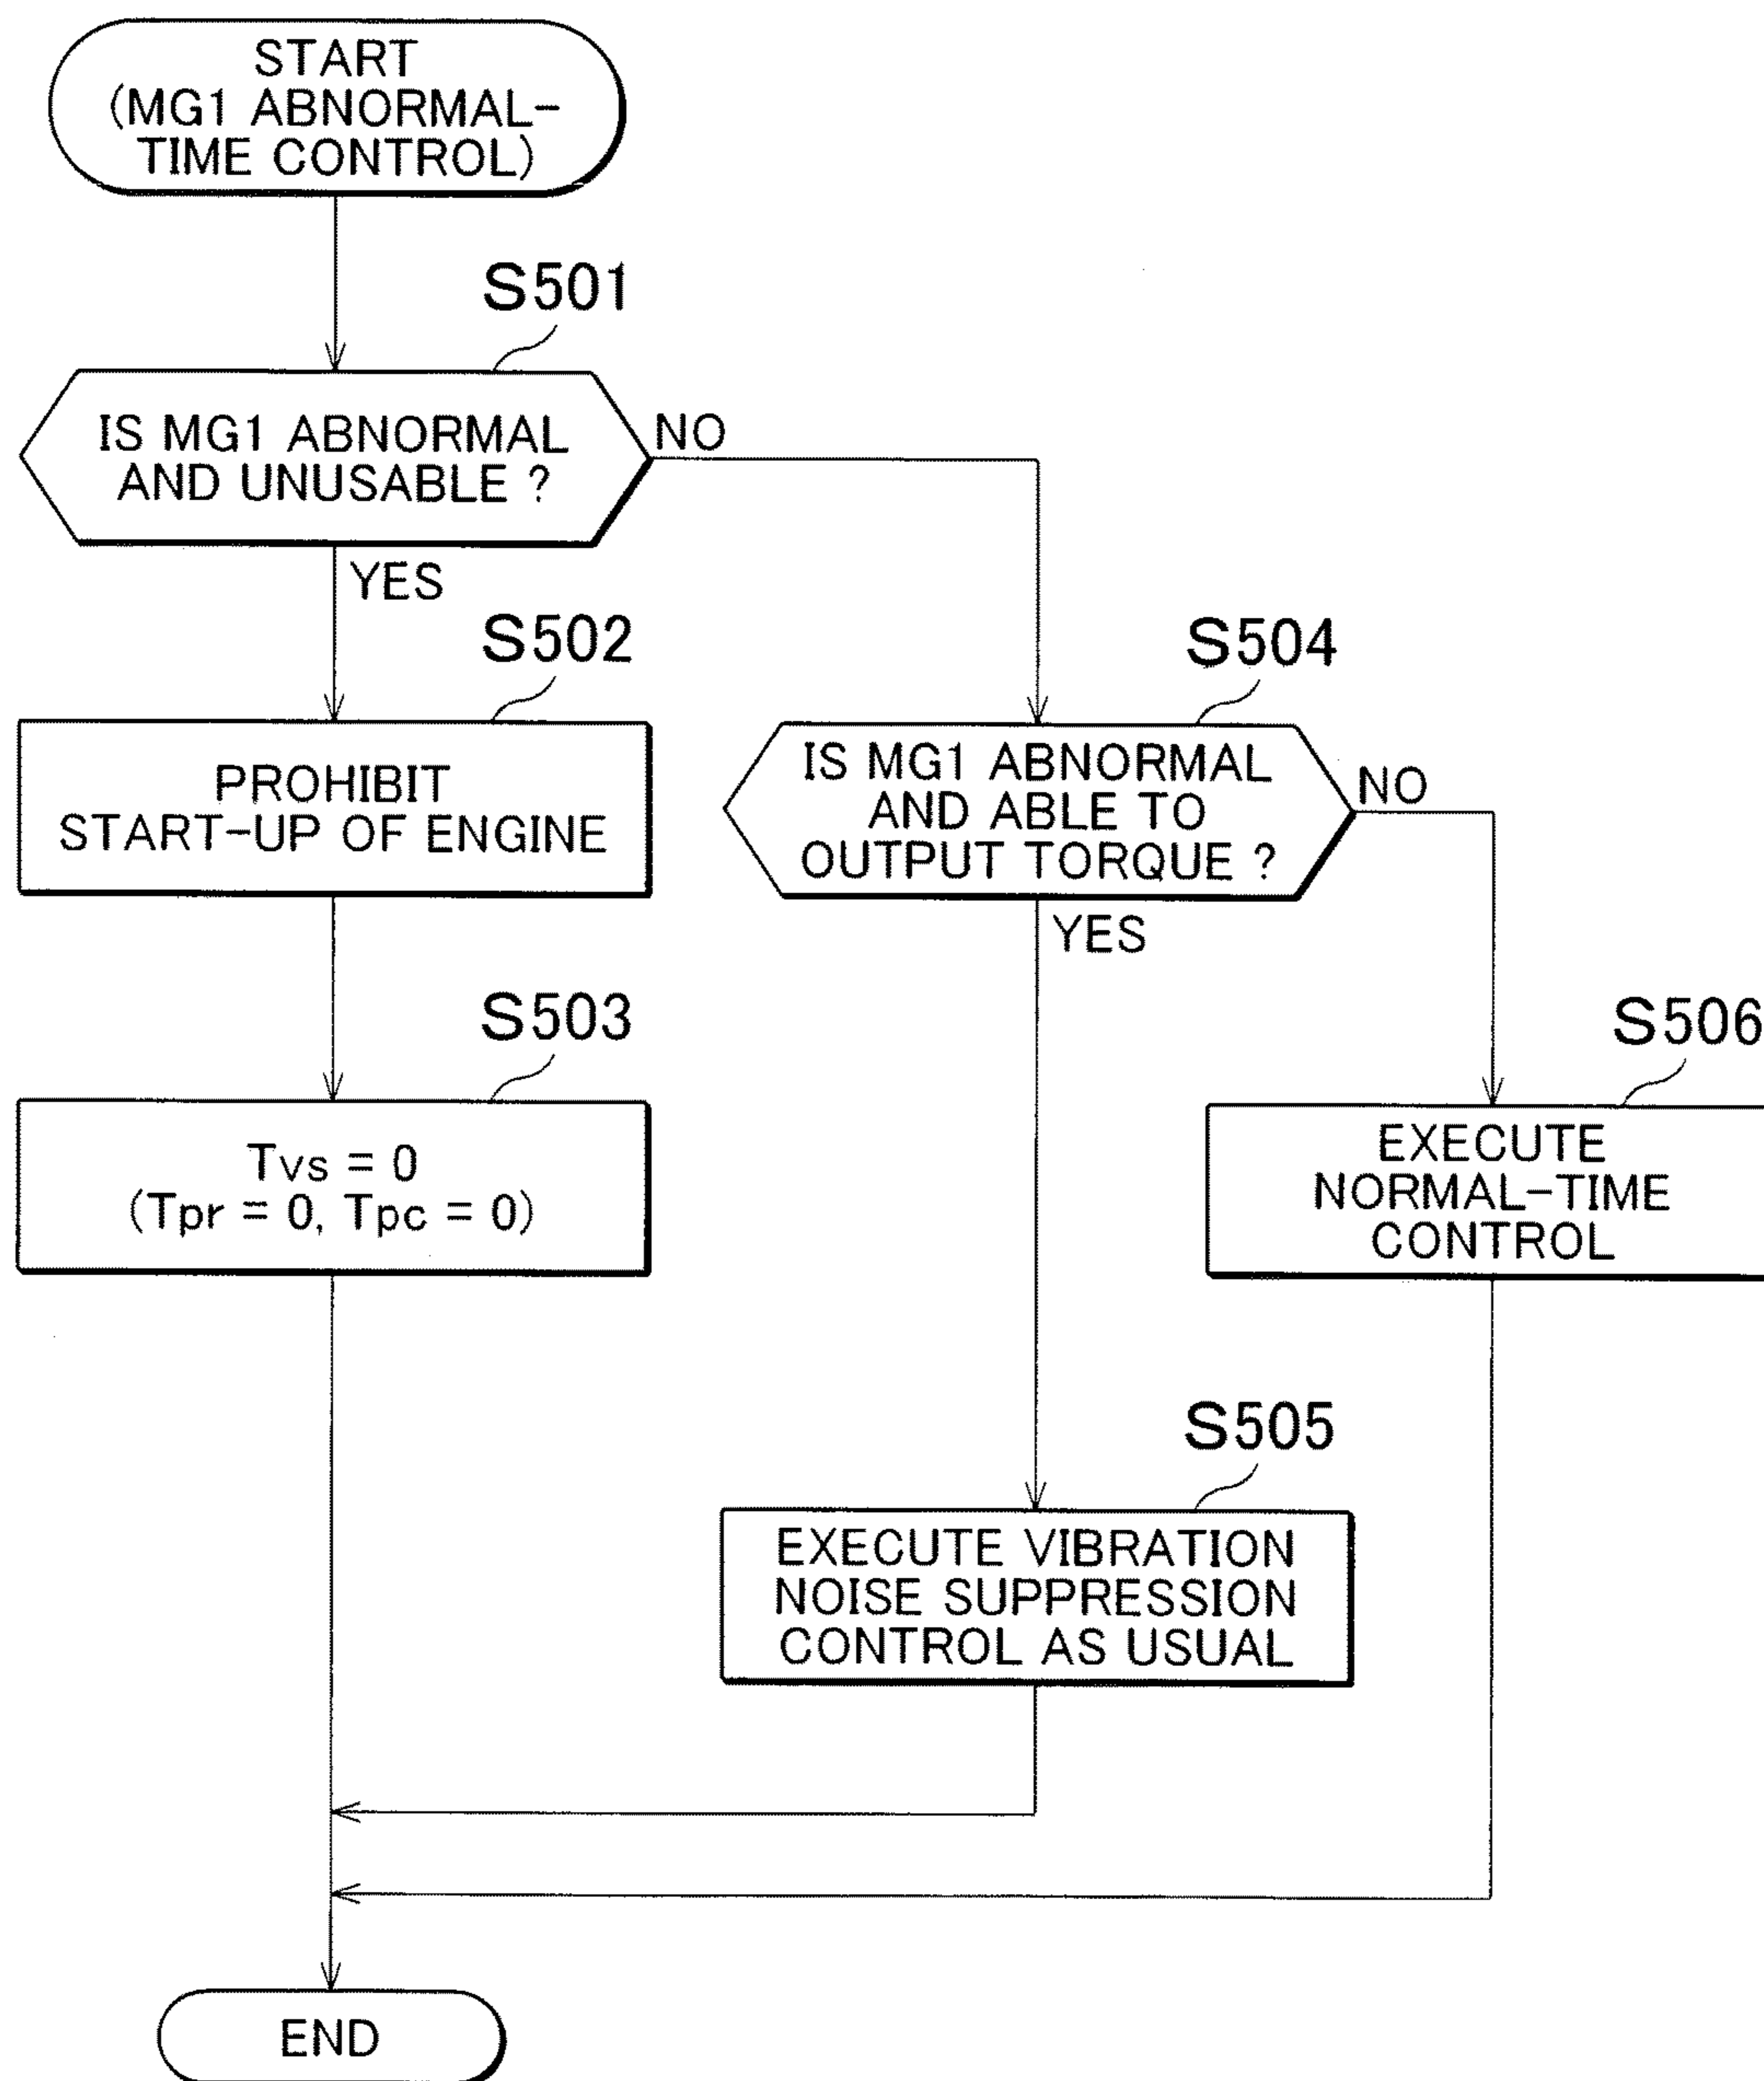 START
(MG1 ABNORMAL-
TIME CONTROL)
S501
IS MG1 ABNORMAL
AND UNUSABLE ?
NO
YES
S502
PROHIBIT
START-UP OF ENGINE
S503
Tvs = 0
(Tpr = 0, Tpc = 0)
S504
IS MG1 ABNORMAL
AND ABLE TO
OUTPUT TORQUE ?
NO
YES
S506
EXECUTE
NORMAL-TIME
CONTROL
S505
EXECUTE VIBRATION
NOISE SUPPRESSION
CONTROL AS USUAL
END